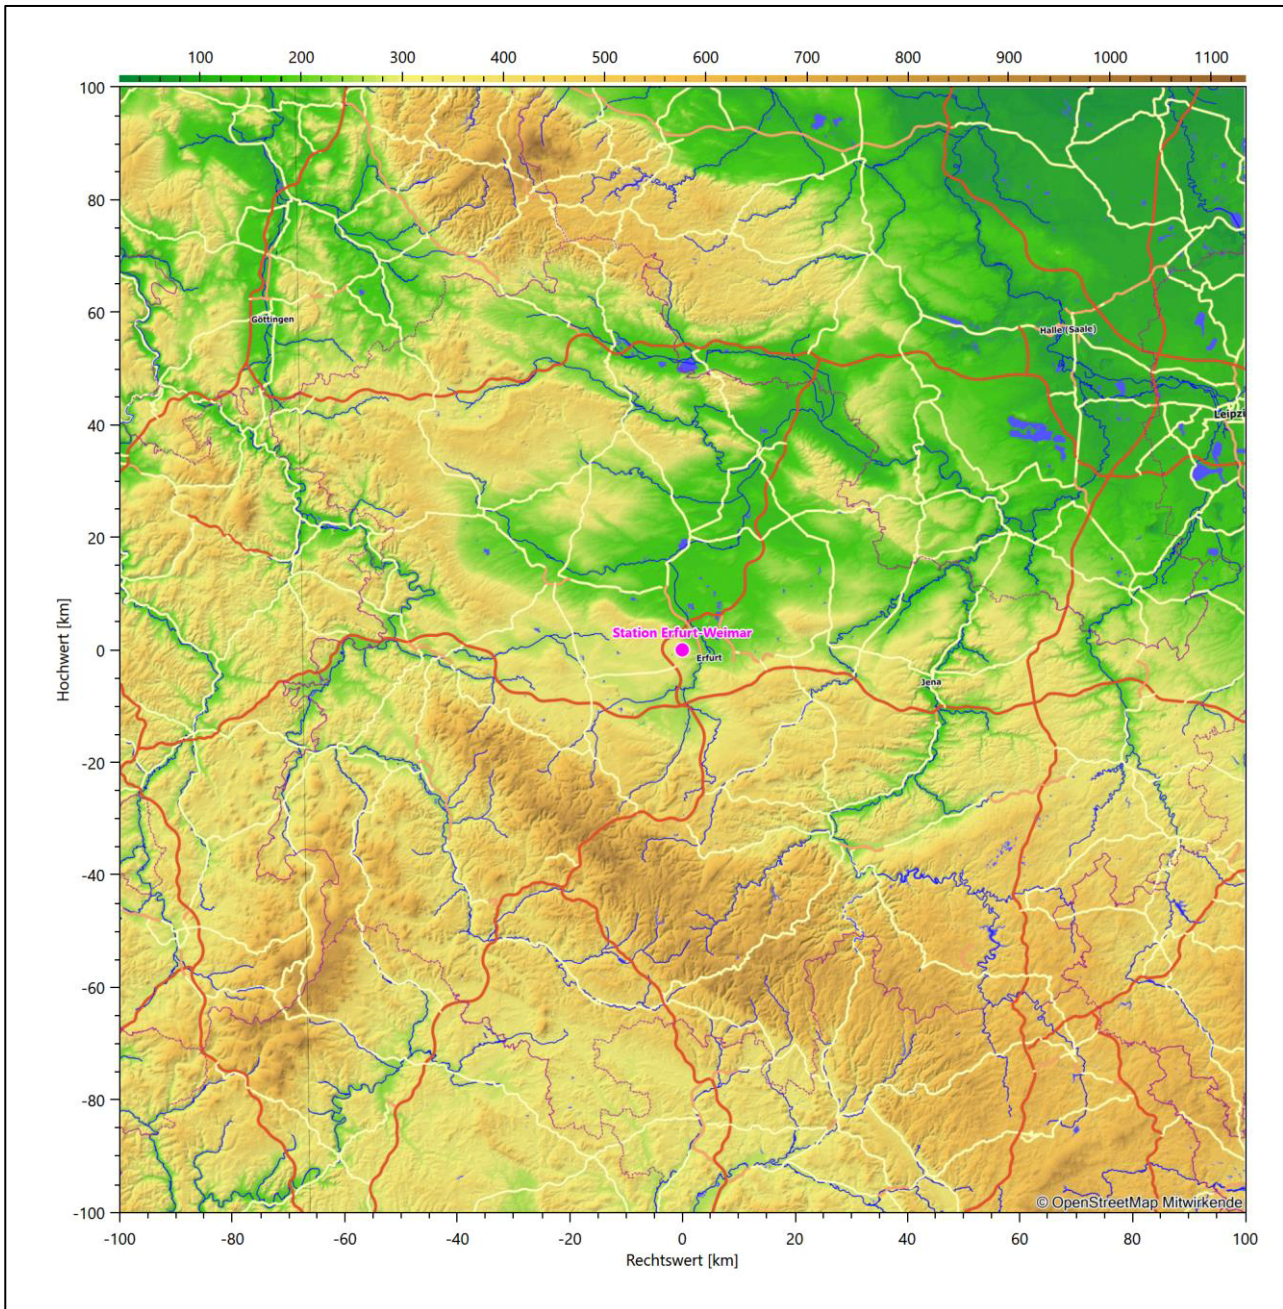 100 200 300 400 500 600 700 800 900 1000 1100
100
80
60
40
20
0
-20
-40
-60
-80
-100
Hochwert [km]
Göttingen
Halle (Saale)
Leipzi
Station Erfurt-Weimar
Erfurt
Jena
© OpenStreetMap Mitwirkende
-100 -80 -60 -40 -20 0 20 40 60 80 100
Rechtswert [km]